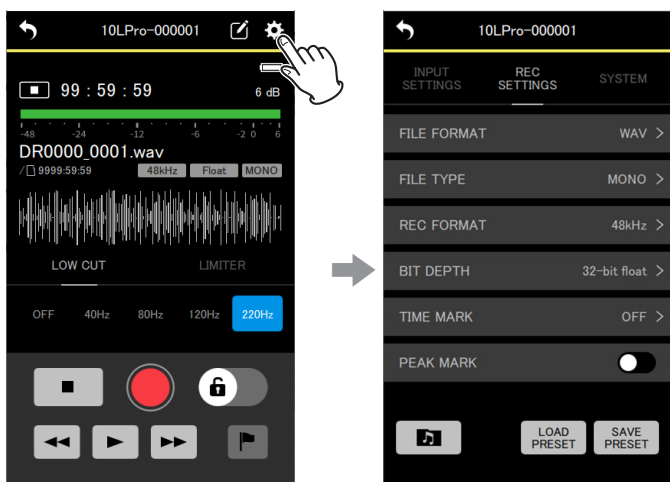 10LPro-000001
99 : 59 : 59
6 dB
-48 -24 -12 -6 -2 0 6
DR0000_0001.wav
/ 9999:59:59 48kHz Float MONO
LOW CUT LIMITER
OFF 40Hz 80Hz 120Hz 220Hz
10LPro-000001
INPUT SETTINGS
REC SETTINGS
SYSTEM
FILE FORMAT WAV >
FILE TYPE MONO >
REC FORMAT 48kHz >
BIT DEPTH 32-bit float >
TIME MARK OFF >
PEAK MARK
LOAD PRESET
SAVE PRESET